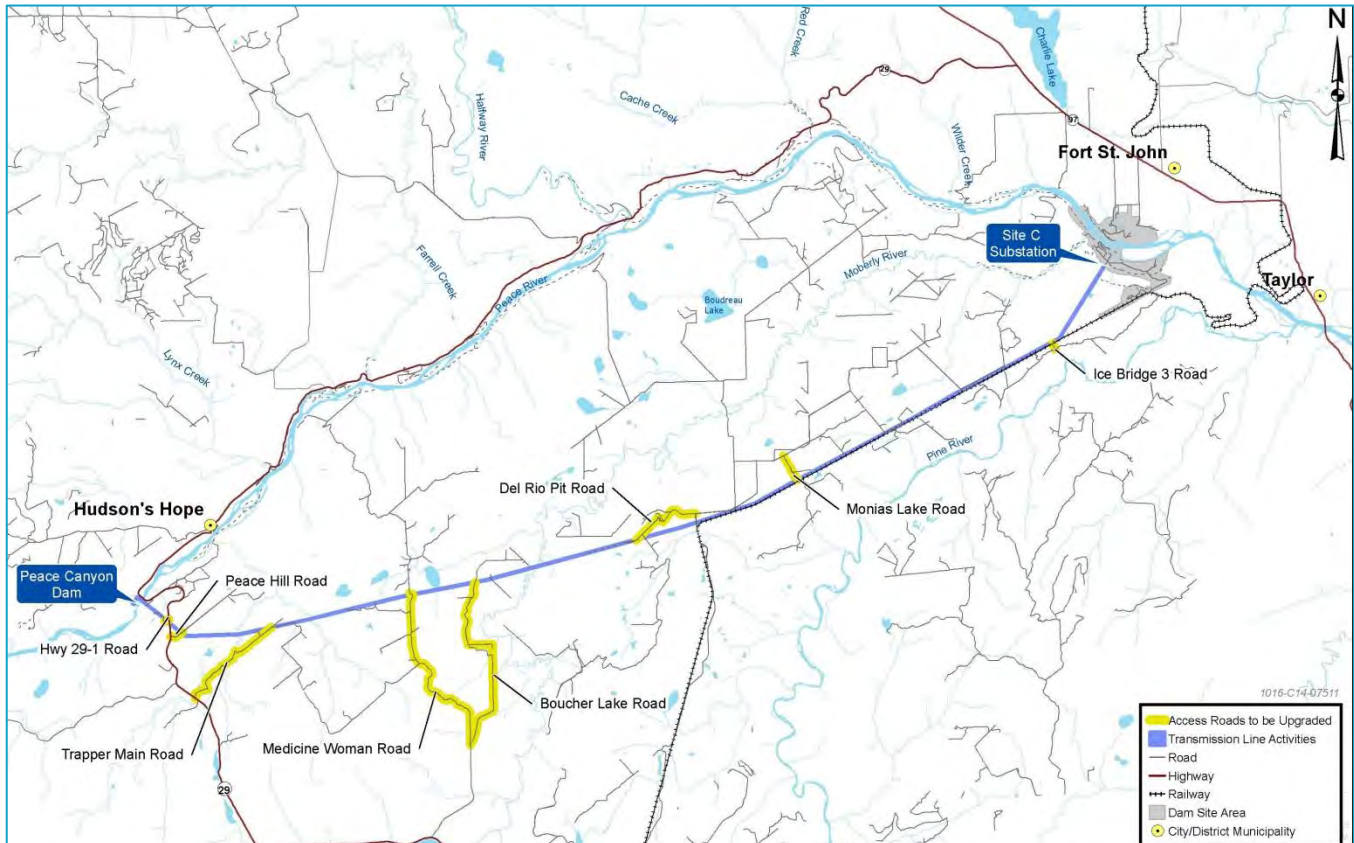 N
Red Creek
Charlie Lake
29
Cache Creek
Halfway River
97
Wilder Creek
Fort St. John
Site C
Substation
Moberly River
Taylor
Farrell Creek
Peace River
Boudreau
Lake
Lynx Creek
Ice Bridge 3 Road
Pine River
Del Rio Pit Road
Monias Lake Road
Hudson's Hope
Peace Canyon
Dam
Peace Hill Road
Hwy 29-1 Road
Boucher Lake Road
Medicine Woman Road
Trapper Main Road
29
1016-C14-07511
Access Roads to be Upgraded
Transmission Line Activities
Road
Highway
Railway
Dam Site Area
City/District Municipality